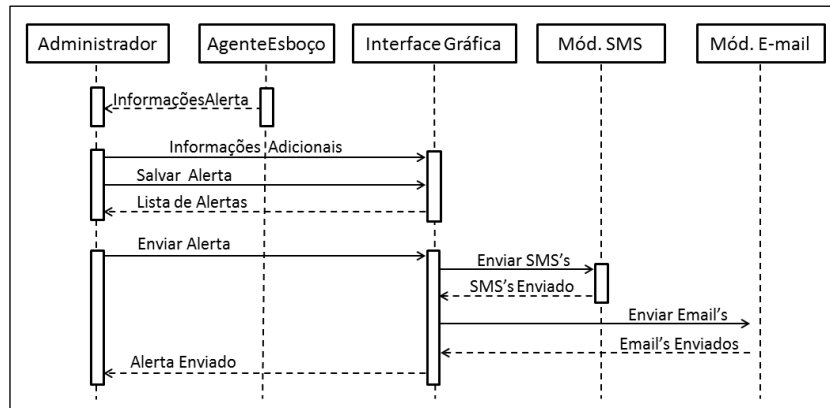 Administrador
AgenteEsboço
Interface Gráfica
Mód. SMS
Mód. E-mail
InformaçõesAlerta
Informações Adicionais
Salvar Alerta
Lista de Alertas
Enviar Alerta
Enviar SMS's
SMS's Enviado
Enviar Email's
Email's Enviados
Alerta Enviado